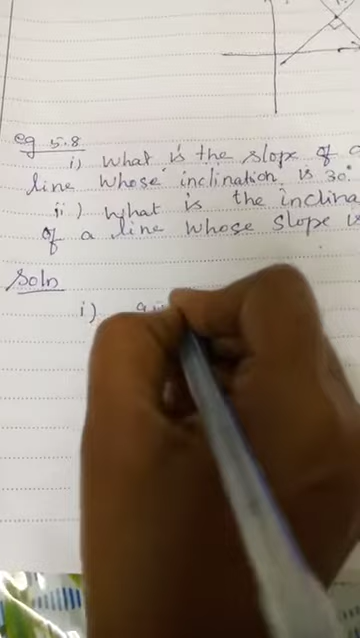 eg 5.8
i) What is the slope of a
line whose inclination is 30°
ii) What is the inclina
of a line whose slope is
Soln
i)